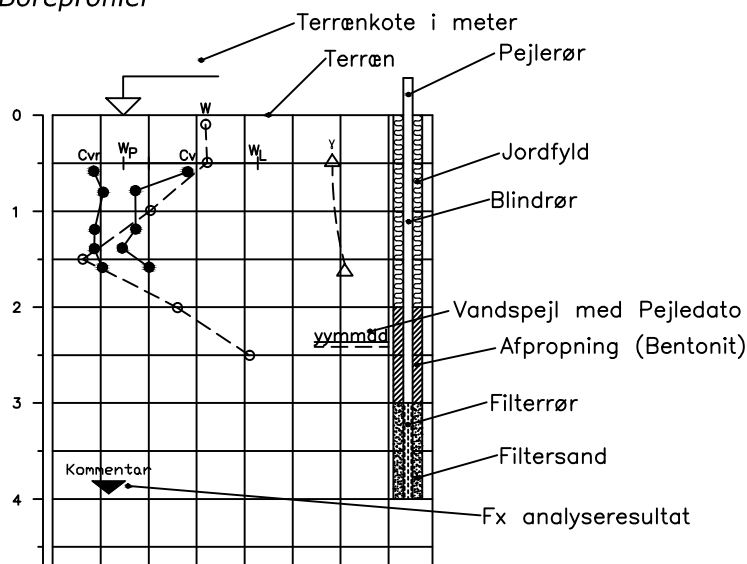 Boreprofiler
Terrænkote i meter
Terræn
Pejlerør
0
W
Cvr
WP
Cv
WL
γ
Jordfyld
Blindrør
1
2
Vandspejl med Pejledato
yymmdd
Afpropning (Bentonit)
3
Filterrør
Kommentar
Filtersand
4
Fx analyseresultat